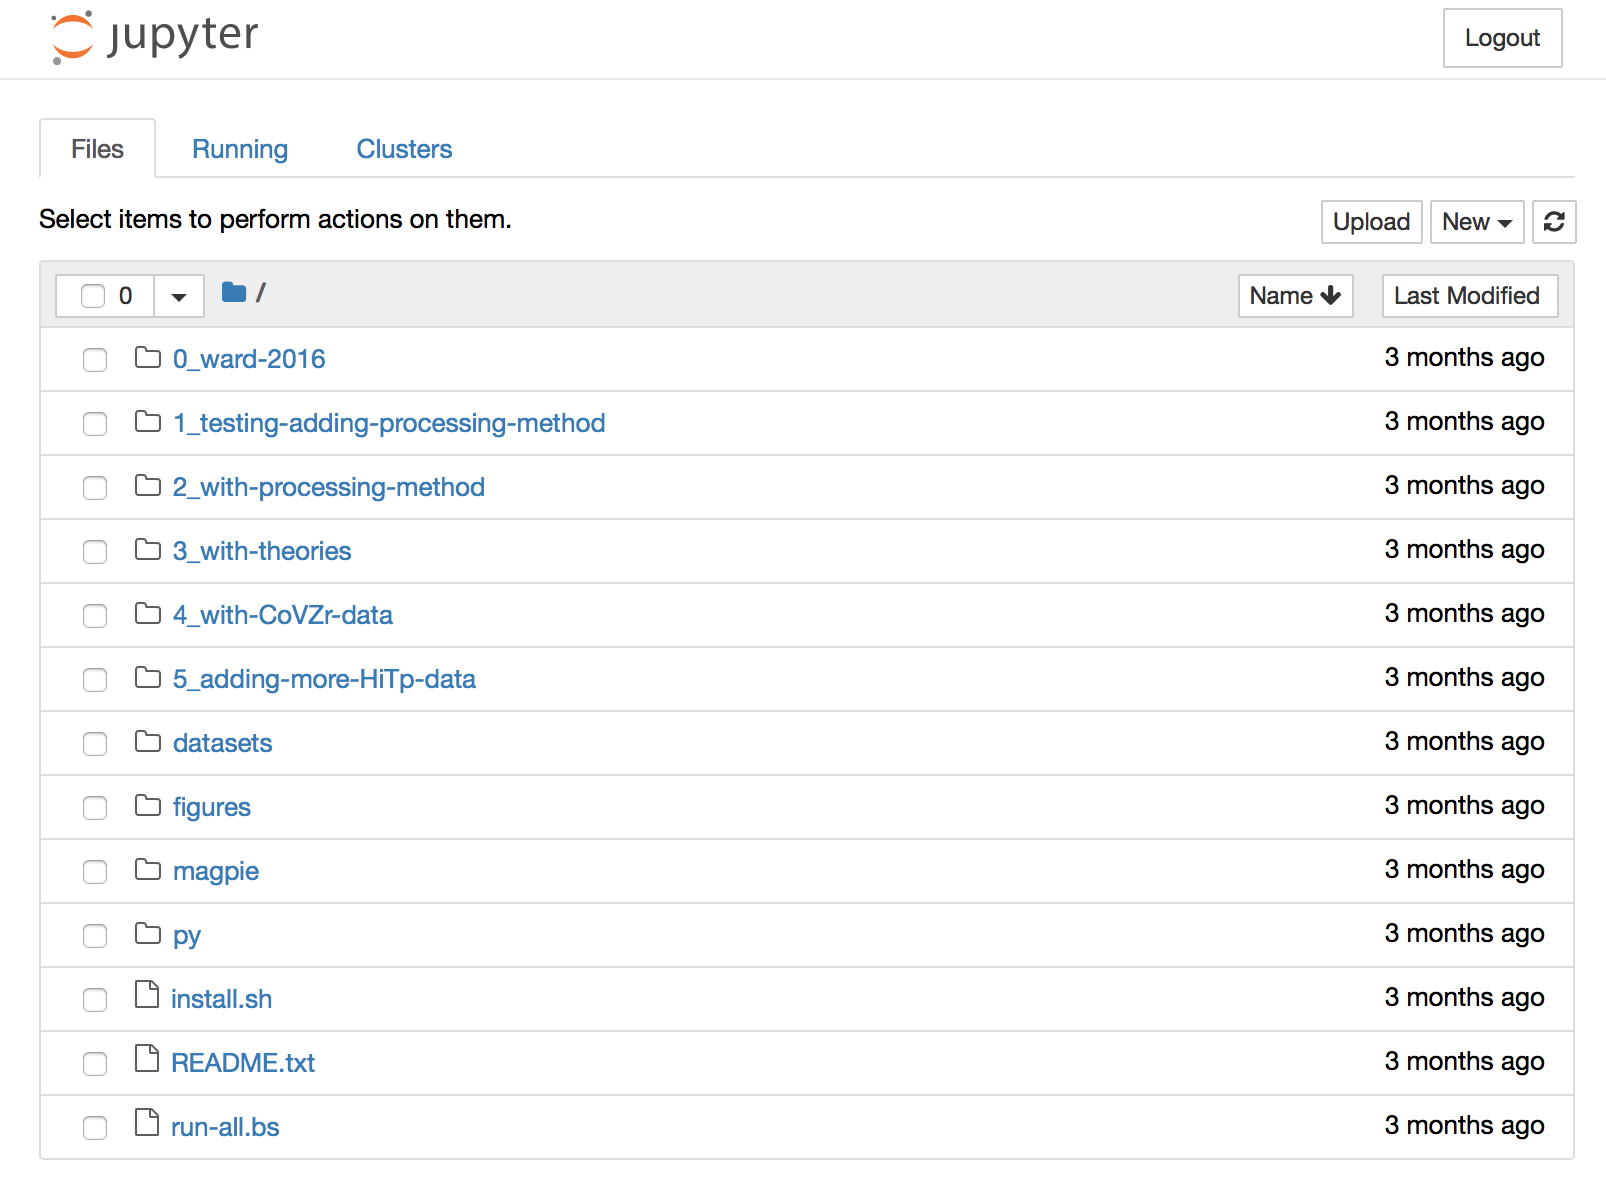 jupyter
Logout
Files Running Clusters
Select items to perform actions on them.
Upload New
0 / Name Last Modified
0_ward-2016 3 months ago
1_testing-adding-processing-method 3 months ago
2_with-processing-method 3 months ago
3_with-theories 3 months ago
4_with-CoVZr-data 3 months ago
5_adding-more-HiTp-data 3 months ago
datasets 3 months ago
figures 3 months ago
magpie 3 months ago
py 3 months ago
install.sh 3 months ago
README.txt 3 months ago
run-all.bs 3 months ago